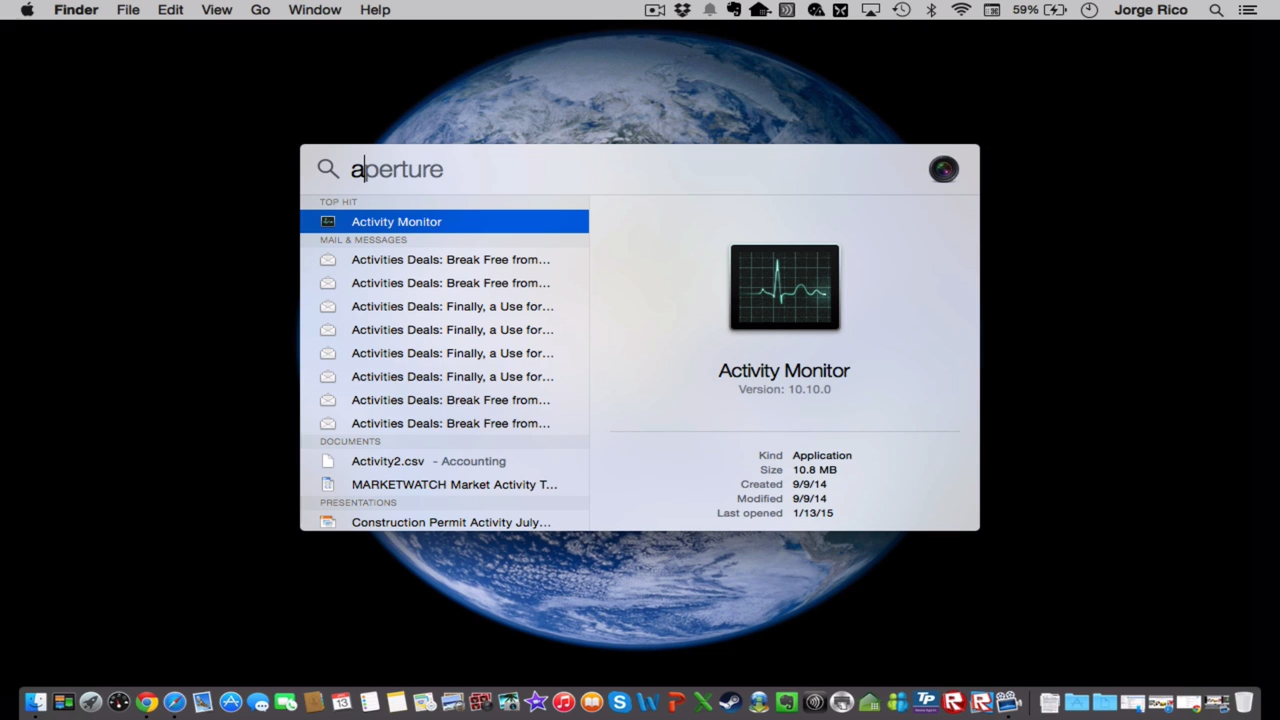 Finder File Edit View Go Window Help 59% Jorge Rico
aperture
TOP HIT
Activity Monitor
MAIL & MESSAGES
Activities Deals: Break Free from...
Activities Deals: Break Free from...
Activities Deals: Finally, a Use for...
Activities Deals: Finally, a Use for...
Activities Deals: Finally, a Use for...
Activities Deals: Finally, a Use for...
Activities Deals: Break Free from...
Activities Deals: Break Free from...
DOCUMENTS
Activity2.csv - Accounting
MARKETWATCH Market Activity T...
PRESENTATIONS
Construction Permit Activity July...
Activity Monitor
Version: 10.10.0
Kind Application
Size 10.8 MB
Created 9/9/14
Modified 9/9/14
Last opened 1/13/15
13
TP